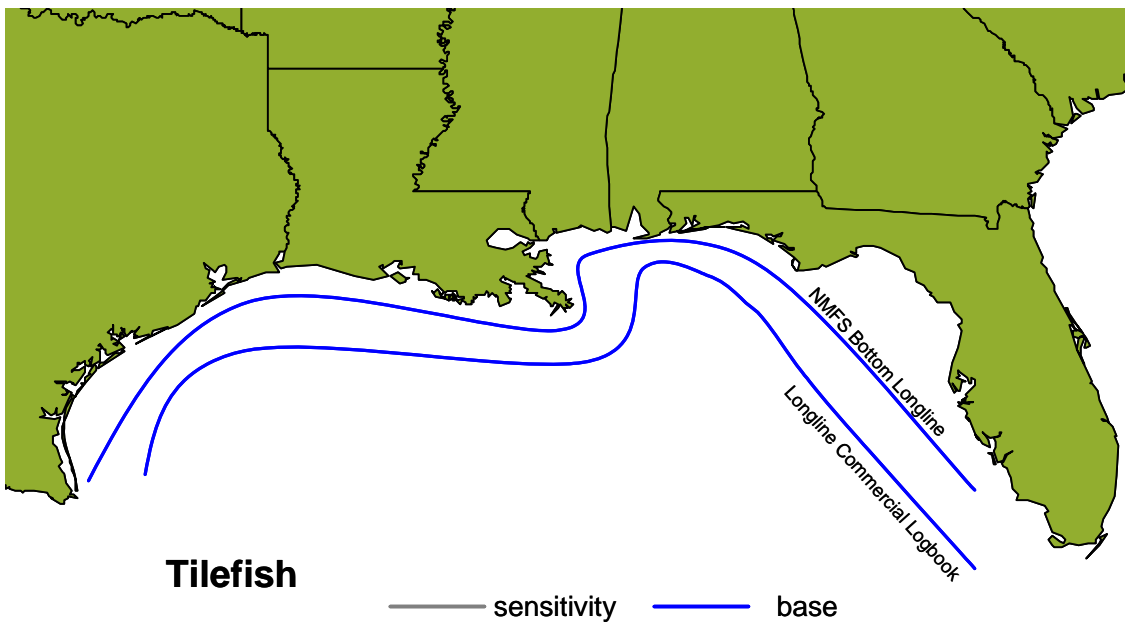 NMFS Bottom Longline
Longline Commercial Logbook
Tilefish
sensitivity
base